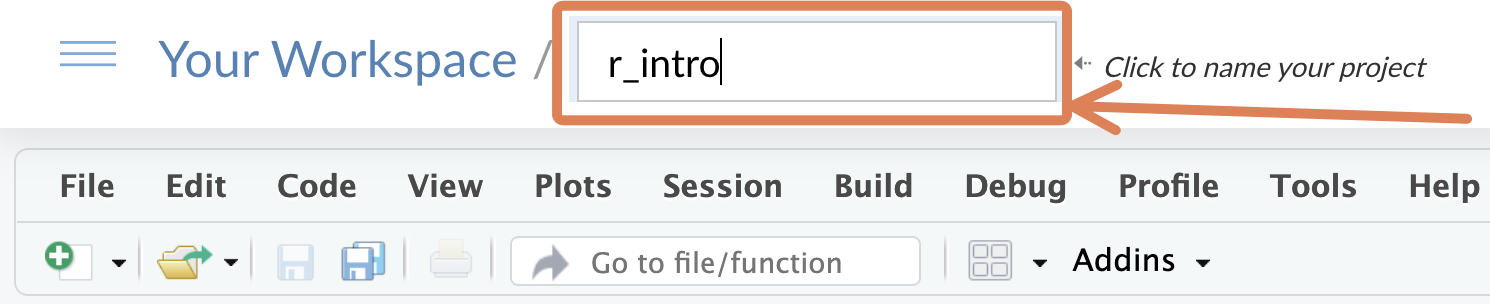 Your Workspace / r_intro Click to name your project
File Edit Code View Plots Session Build Debug Profile Tools Help
Go to file/function Addins